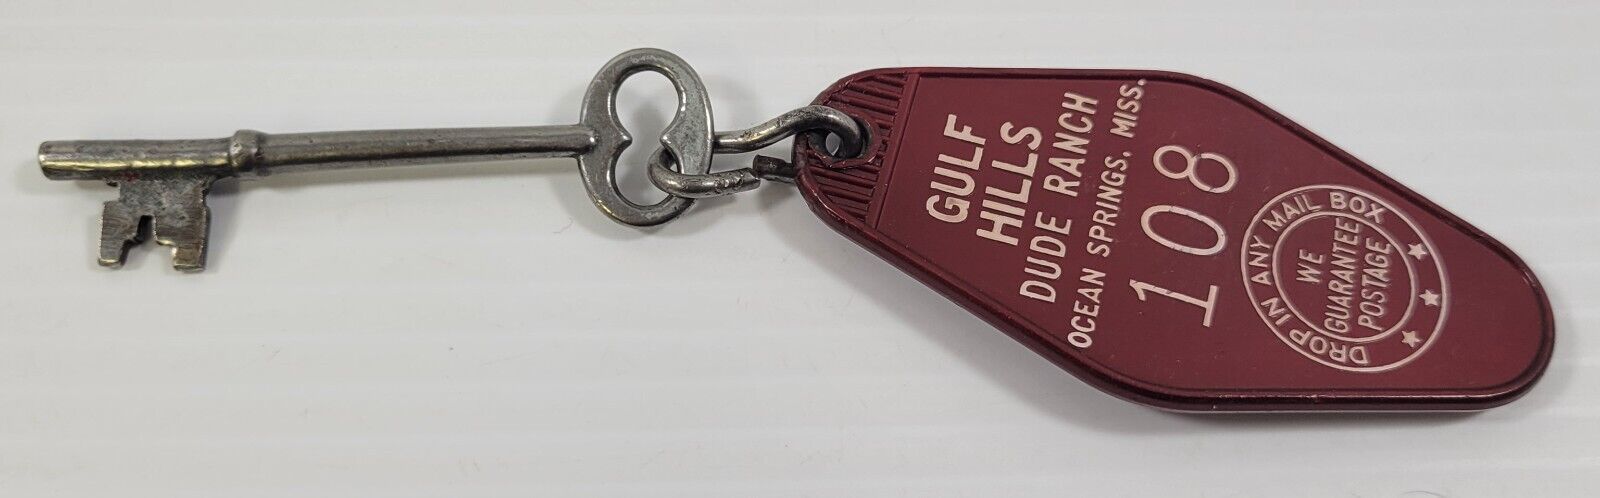 GULF
HILLS
DUDE RANCH
OCEAN SPRINGS, MISS.
108
DROP IN ANY MAIL BOX
WE
GUARANTEE
POSTAGE